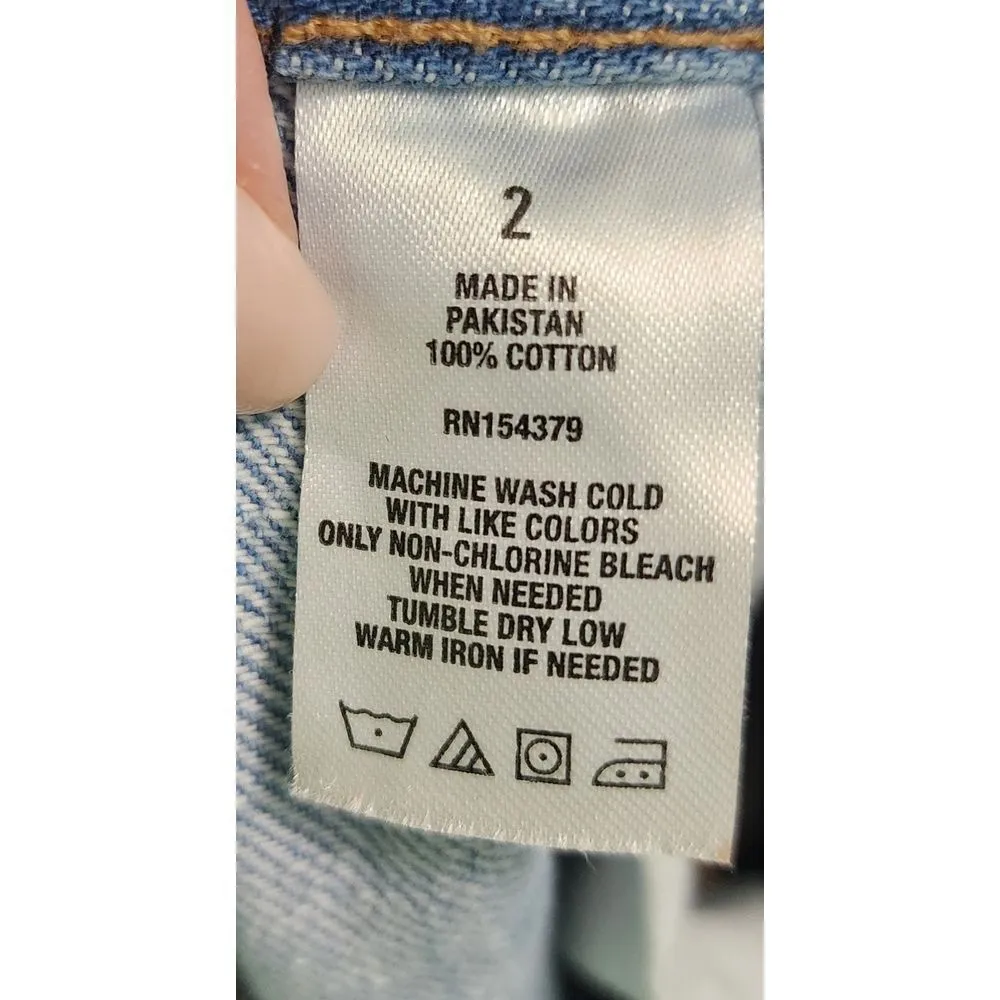 2
MADE IN
PAKISTAN
100% COTTON
RN154379
MACHINE WASH COLD
WITH LIKE COLORS
ONLY NON-CHLORINE BLEACH
WHEN NEEDED
TUMBLE DRY LOW
WARM IRON IF NEEDED